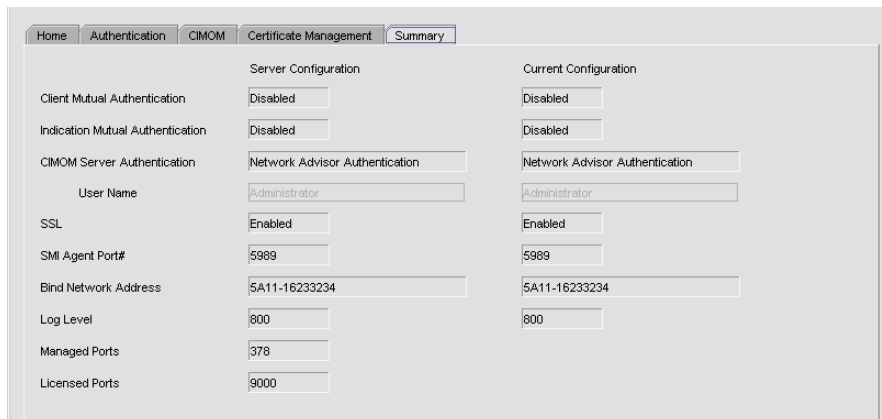 Home Authentication CIMOM Certificate Management Summary
Server Configuration Current Configuration
Client Mutual Authentication Disabled Disabled
Indication Mutual Authentication Disabled Disabled
CIMOM Server Authentication Network Advisor Authentication Network Advisor Authentication
User Name Administrator Administrator
SSL Enabled Enabled
SMI Agent Port# 5989 5989
Bind Network Address 5A11-16233234 5A11-16233234
Log Level 800 800
Managed Ports 378
Licensed Ports 9000